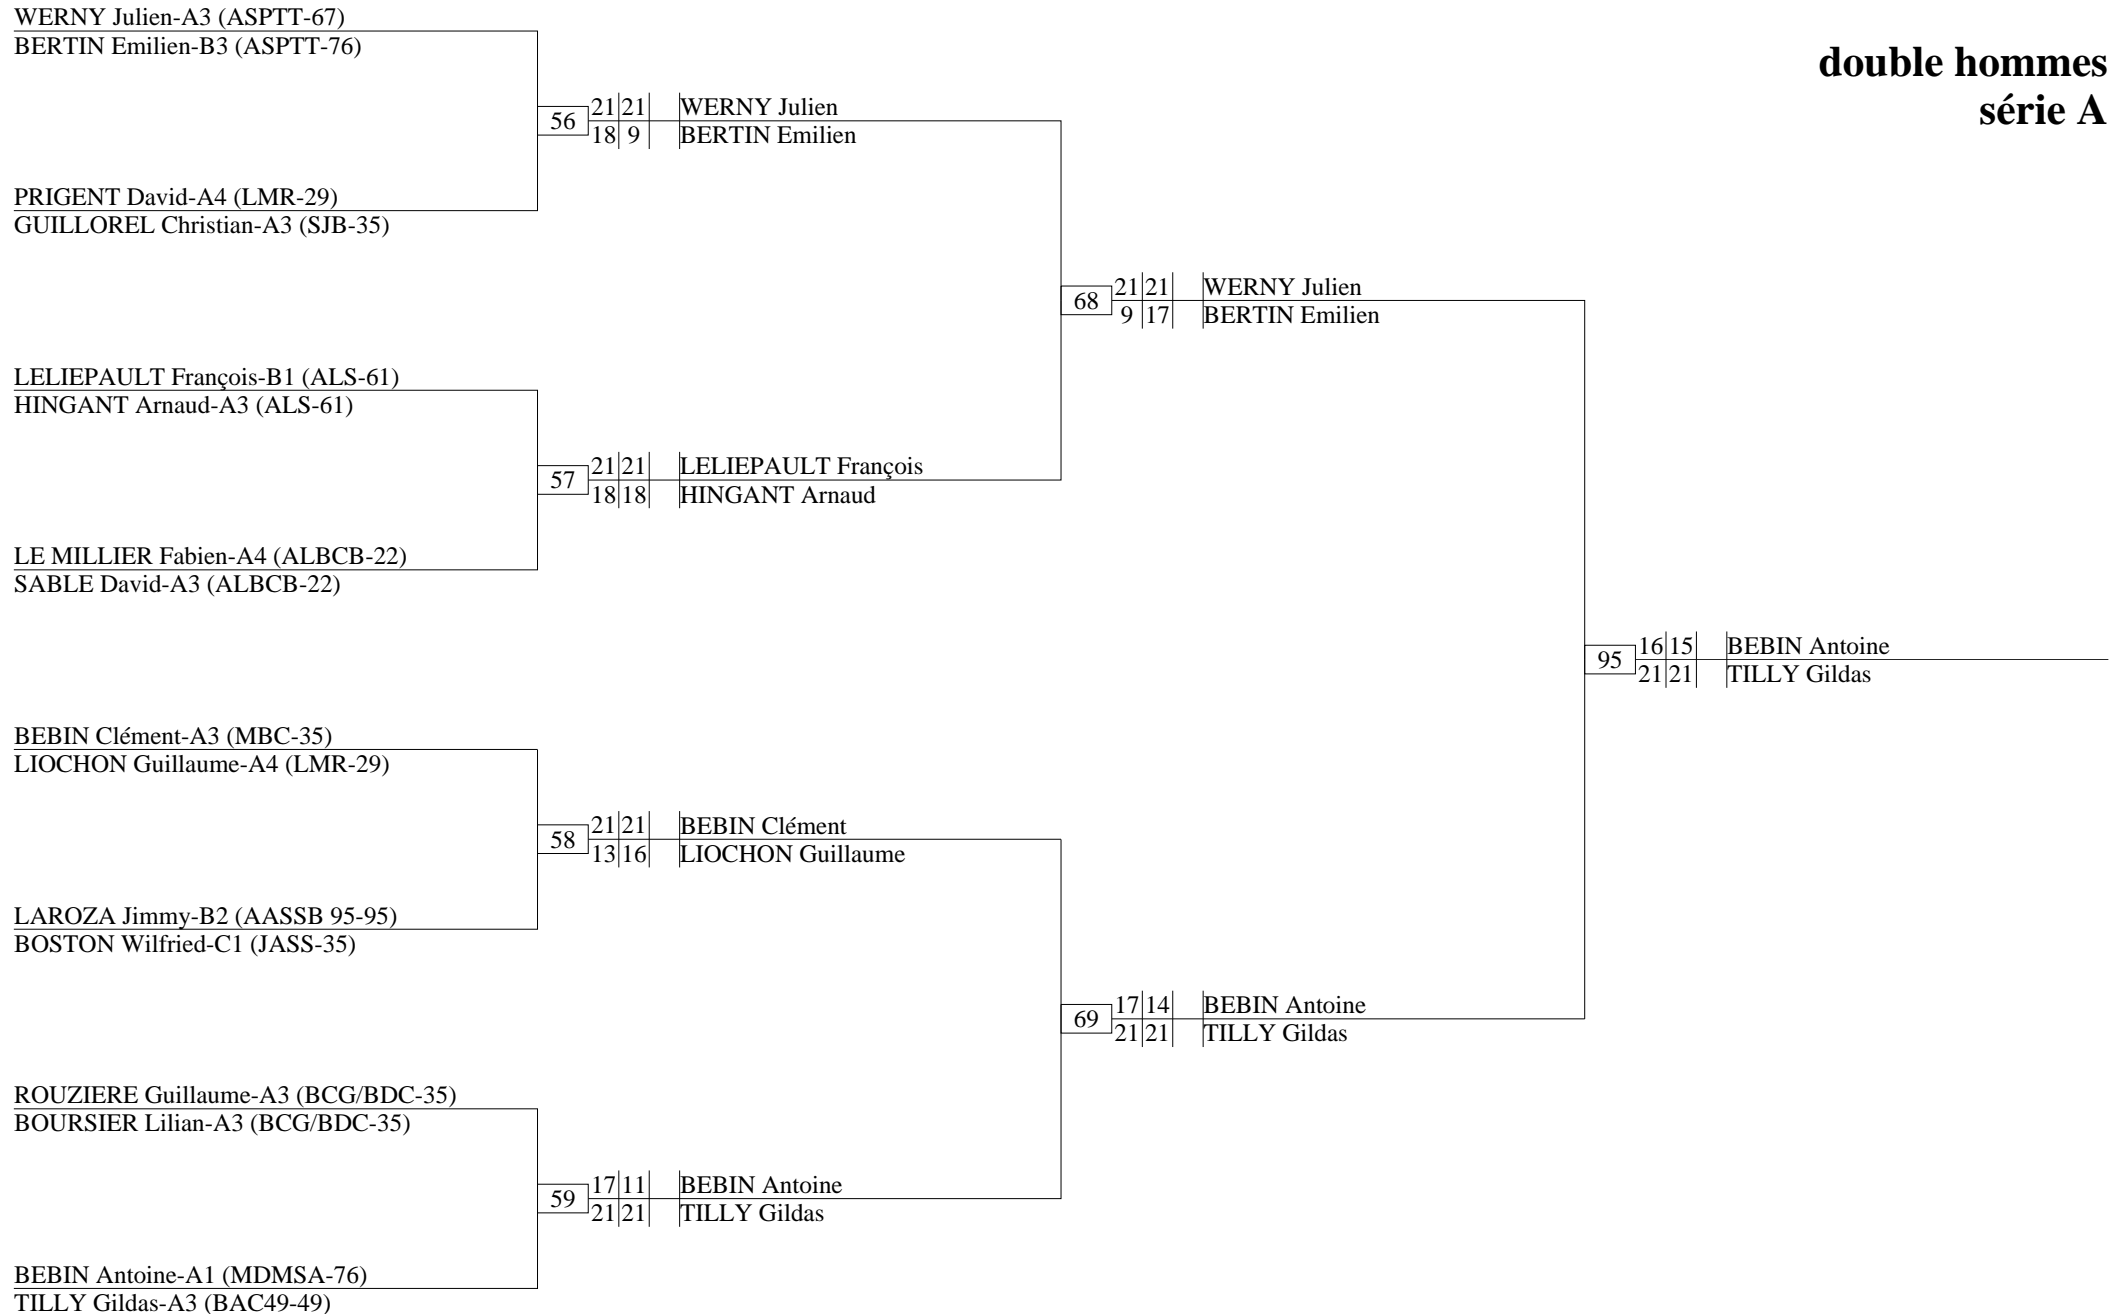 WERNY Julien-A3 (ASPTT-67)
BERTIN Emilien-B3 (ASPTT-76)
double hommes
série A
56
21 21
18 9
WERNY Julien
BERTIN Emilien
PRIGENT David-A4 (LMR-29)
GUILLOREL Christian-A3 (SJB-35)
68
21 21
9 17
WERNY Julien
BERTIN Emilien
LELIEPAULT François-B1 (ALS-61)
HINGANT Arnaud-A3 (ALS-61)
57
21 21
18 18
LELIEPAULT François
HINGANT Arnaud
LE MILLIER Fabien-A4 (ALBCB-22)
SABLE David-A3 (ALBCB-22)
95
16 15
21 21
BEBIN Antoine
TILLY Gildas
BEBIN Clément-A3 (MBC-35)
LIOCHON Guillaume-A4 (LMR-29)
58
21 21
13 16
BEBIN Clément
LIOCHON Guillaume
LAROZA Jimmy-B2 (AASSB 95-95)
BOSTON Wilfried-C1 (JASS-35)
69
17 14
21 21
BEBIN Antoine
TILLY Gildas
ROUZIERE Guillaume-A3 (BCG/BDC-35)
BOURSIER Lilian-A3 (BCG/BDC-35)
59
17 11
21 21
BEBIN Antoine
TILLY Gildas
BEBIN Antoine-A1 (MDMSA-76)
TILLY Gildas-A3 (BAC49-49)